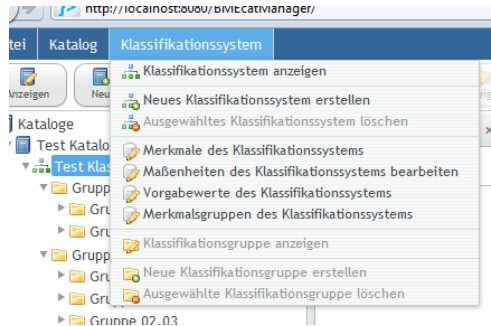 http://localhost:8080/BMEcatManager/
tei Katalog Klassifikationssystem
Anzeigen Neu
Klassifikationssystem anzeigen
Neues Klassifikationssystem erstellen
Ausgewähltes Klassifikationssystem löschen
Merkmale des Klassifikationssystems
Maßenheiten des Klassifikationssystems bearbeiten
Vorgabewerte des Klassifikationssystems
Merkmalsgruppen des Klassifikationssystems
Klassifikationsgruppe anzeigen
Neue Klassifikationsgruppe erstellen
Ausgewählte Klassifikationsgruppe löschen
Kataloge
Test Katalo
Test Klas
Grupp
Gru
Gru
Grupp
Gru
Gru
Gruppe 02.03